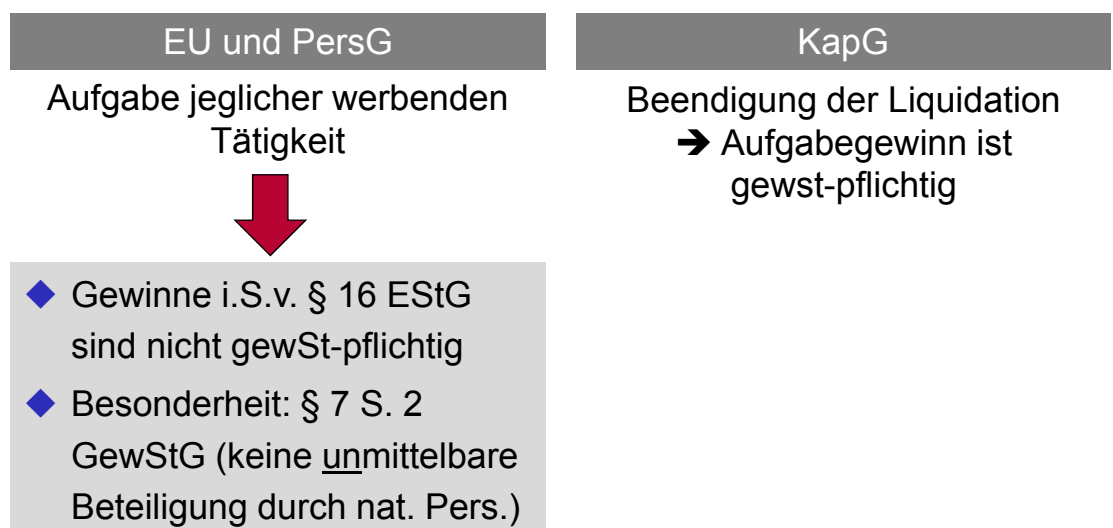 EU und PersG
Aufgabe jeglicher werbenden
Tätigkeit
Gewinne i.S.v. § 16 EStG
sind nicht gewSt-pflichtig
Besonderheit: § 7 S. 2
GewStG (keine unmittelbare
Beteiligung durch nat. Pers.)
KapG
Beendigung der Liquidation
➔ Aufgabegewinn ist
gewst-pflichtig